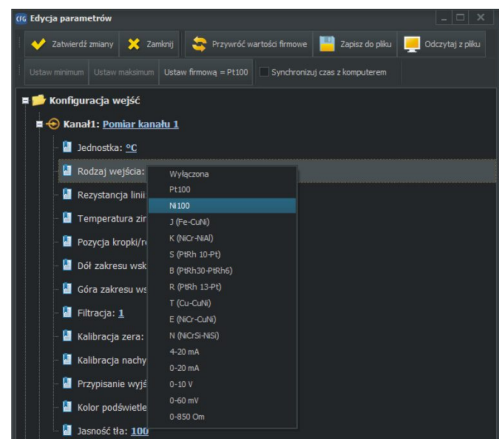 CFG Edycja parametrów
Zatwierdź zmiany Zamknij Przywróć wartości firmowe Zapisz do pliku Odczytaj z pliku
Ustaw minimum Ustaw maksimum Ustaw firmową = Pt100 Synchronizuj czas z komputerem
Konfiguracja wejść
Kanał1: Pomiar kanału 1
Jednostka: ºC
Rodzaj wejścia:
Wyłączona
Pt100
Rezystancja linii
Ni100
J (Fe-CuNi)
Temperatura
K (NiCr-NiAl)
Pozycja kropki/
S (PtRh 10-Pt)
Dół zakresu wsk
B (PtRh30-PtRh6)
Góra zakresu ws
R (PtRh 13-Pt)
T (Cu-CuNi)
Filtracja: 1
E (NiCr-CuNi)
Kalibracja zera:
N (NiCrSi-NiSi)
4-20 mA
Kalibracja nachy
0-20 mA
Przypisanie wyjś
0-10 V
0-60 mV
Kolor podświetle
0-850 Om
Jasność tła: 100